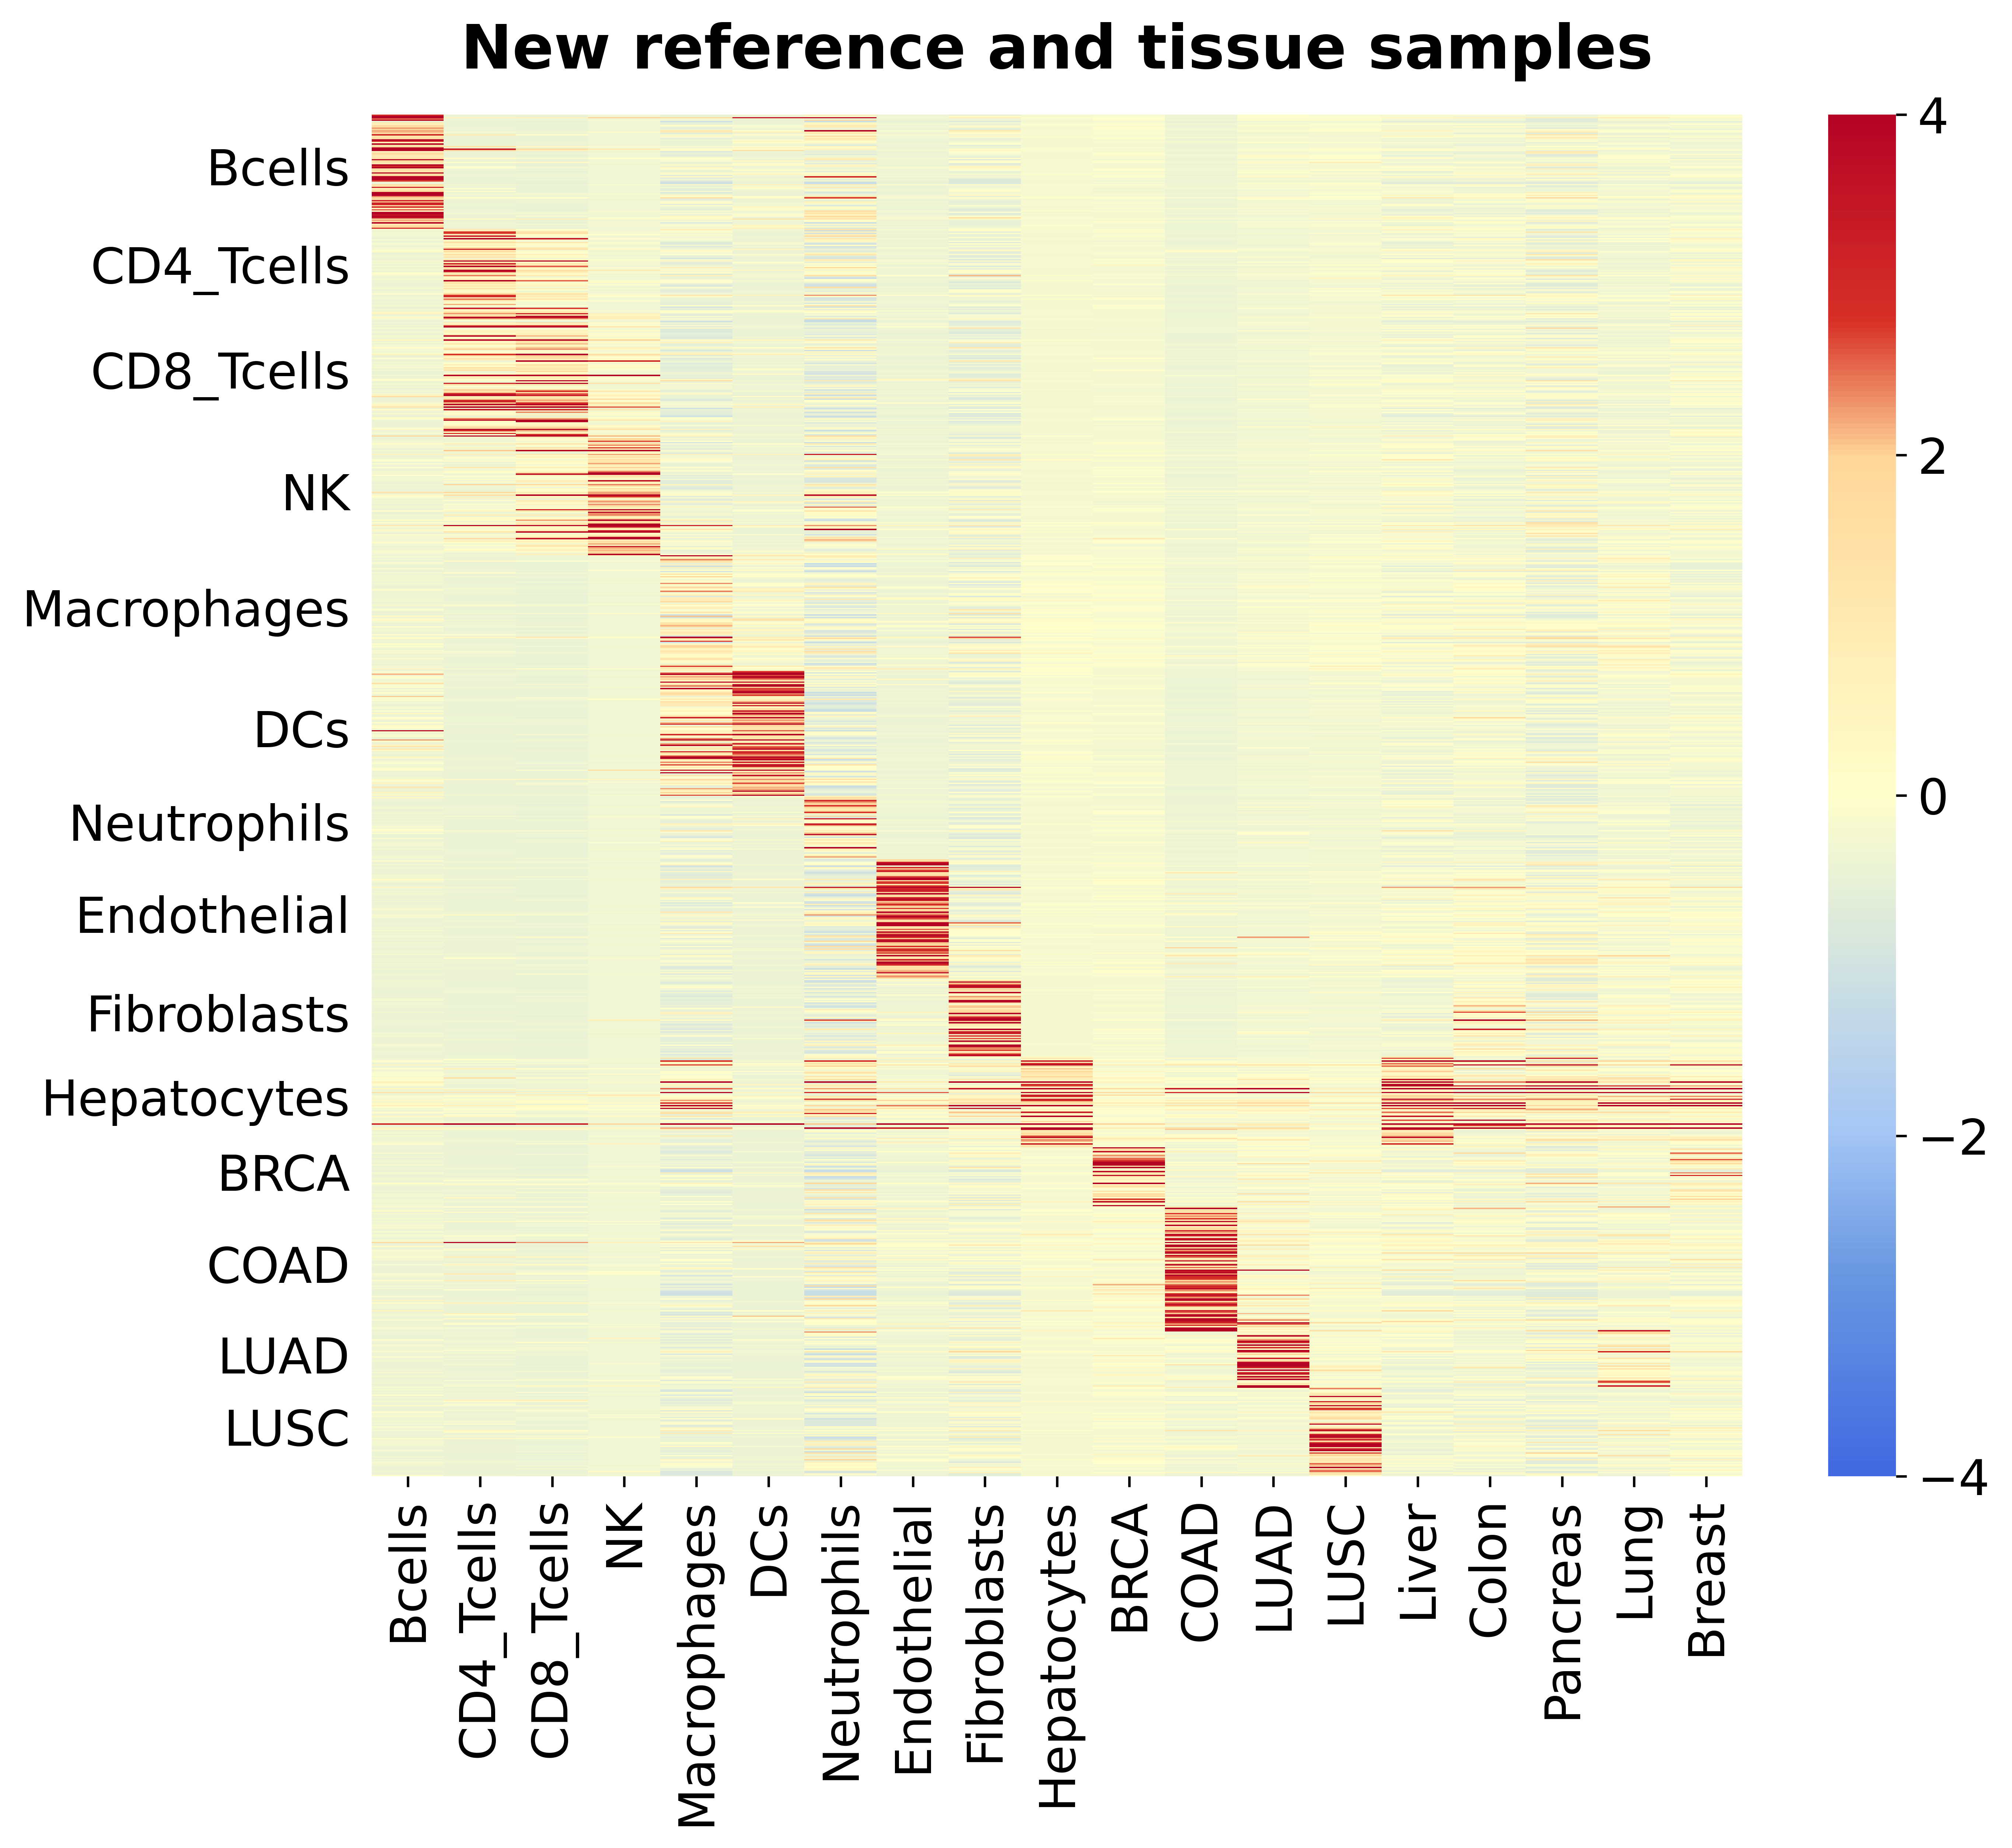 New reference and tissue samples
Bcells
CD4_Tcells
CD8_Tcells
NK
Macrophages
DCs
Neutrophils
Endothelial
Fibroblasts
Hepatocytes
BRCA
COAD
LUAD
LUSC
4
2
0
−2
−4
Bcells
CD4_Tcells
CD8_Tcells
NK
Macrophages
DCs
Neutrophils
Endothelial
Fibroblasts
Hepatocytes
BRCA
COAD
LUAD
LUSC
Liver
Colon
Pancreas
Lung
Breast